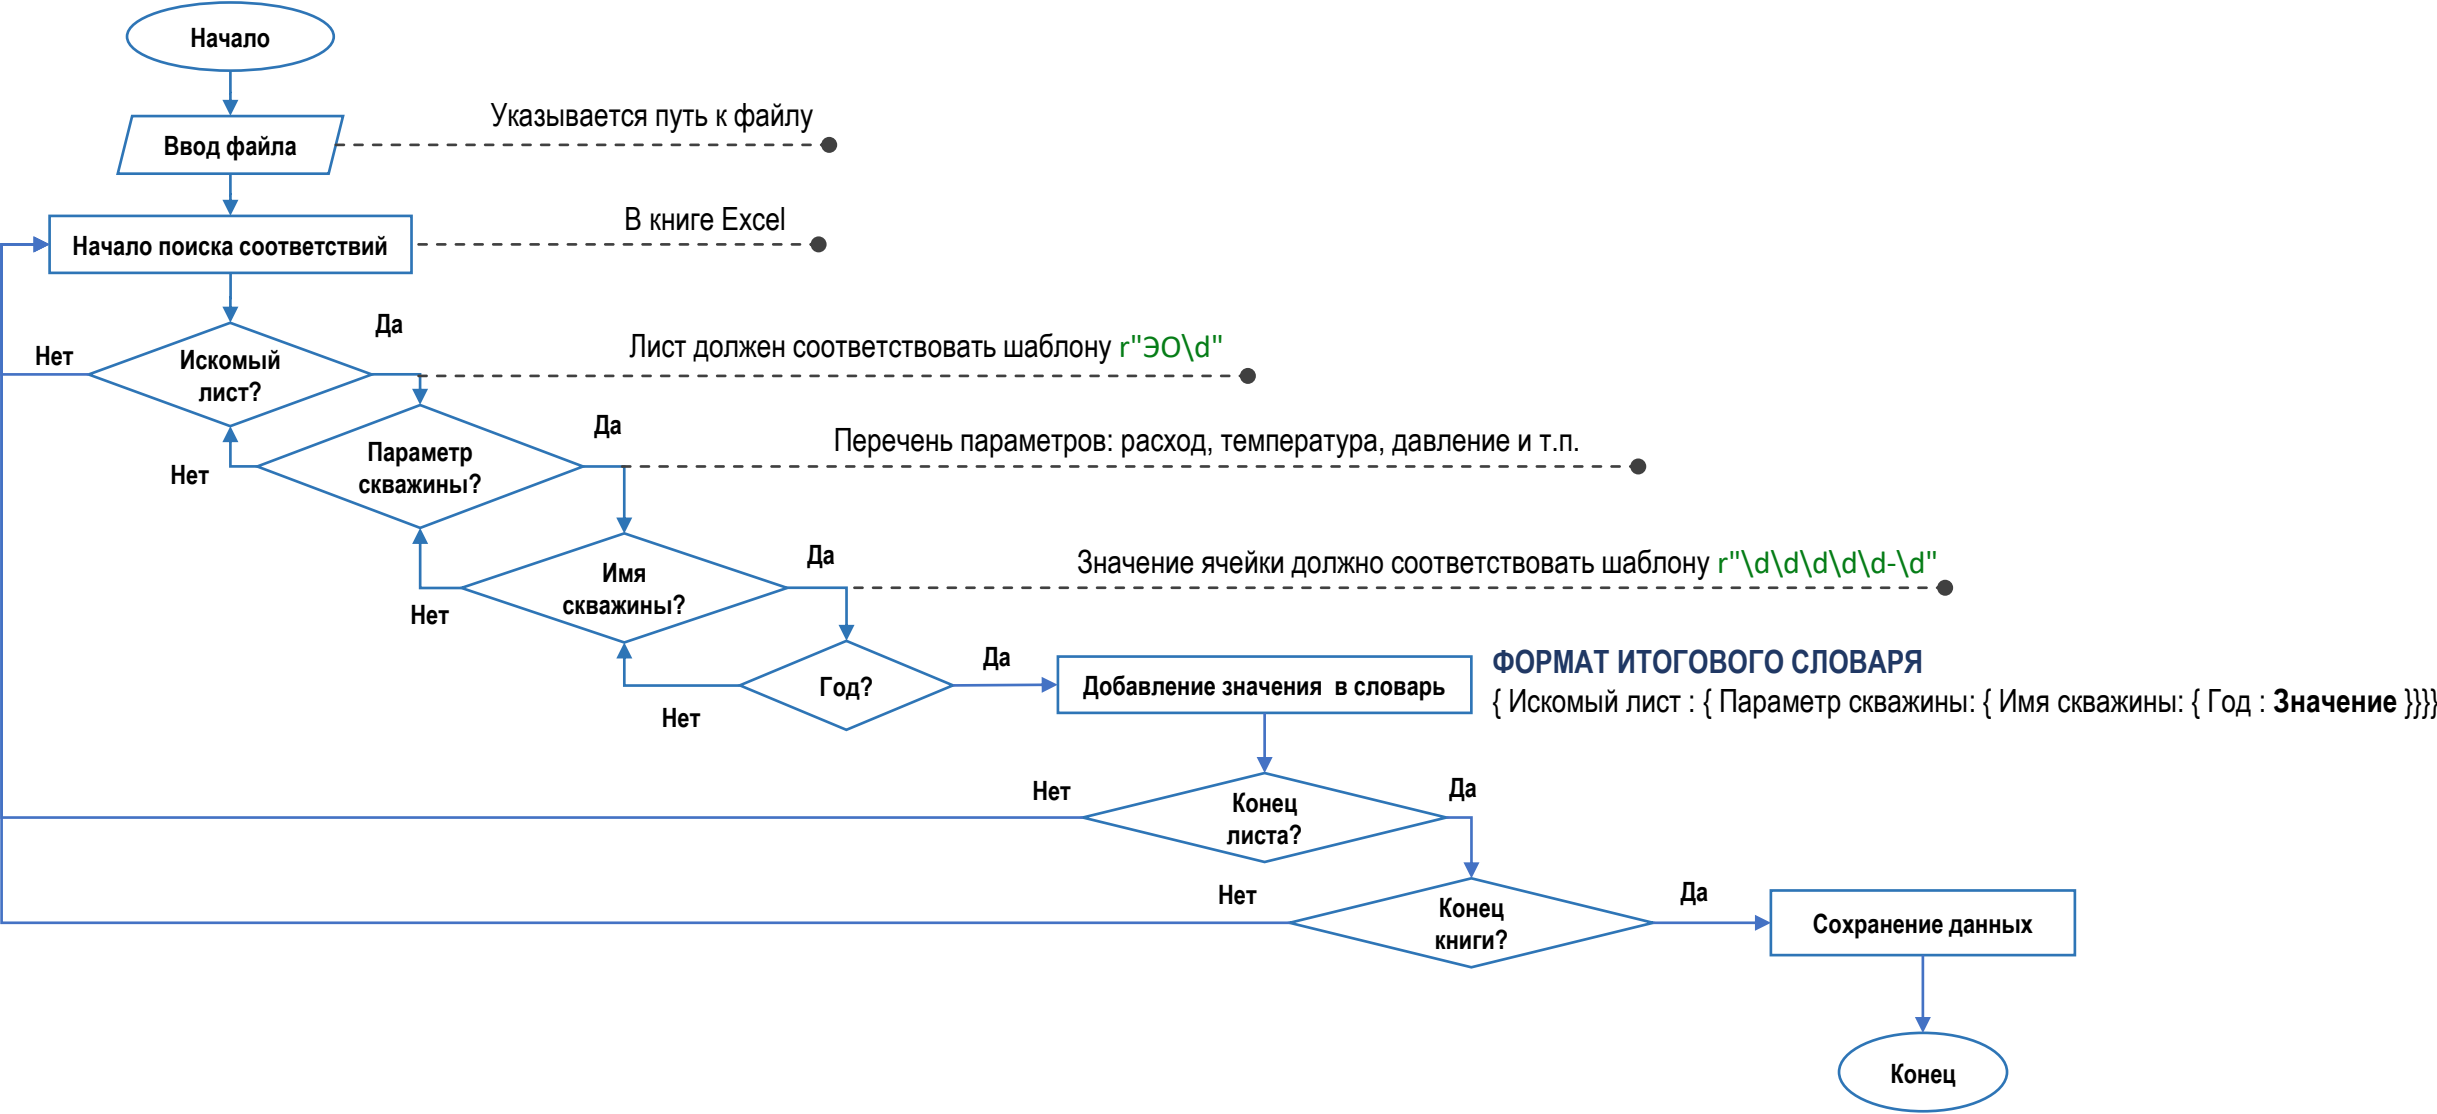 Начало
Указывается путь к файлу
Ввод файла
В книге Excel
Начало поиска соответствий
Да
Нет
Искомый
лист?
Лист должен соответствовать шаблону r"ЭО\d"
Да
Нет
Параметр
скважины?
Перечень параметров: расход, температура, давление и т.п.
Да
Нет
Имя
скважины?
Значение ячейки должно соответствовать шаблону r"\d\d\d\d\d-\d"
Да
Нет
Год?
Добавление значения в словарь
ФОРМАТ ИТОГОВОГО СЛОВАРЯ
{ Искомый лист : { Параметр скважины: { Имя скважины: { Год : Значение }}}}
Нет
Да
Конец
листа?
Нет
Да
Конец
книги?
Сохранение данных
Конец